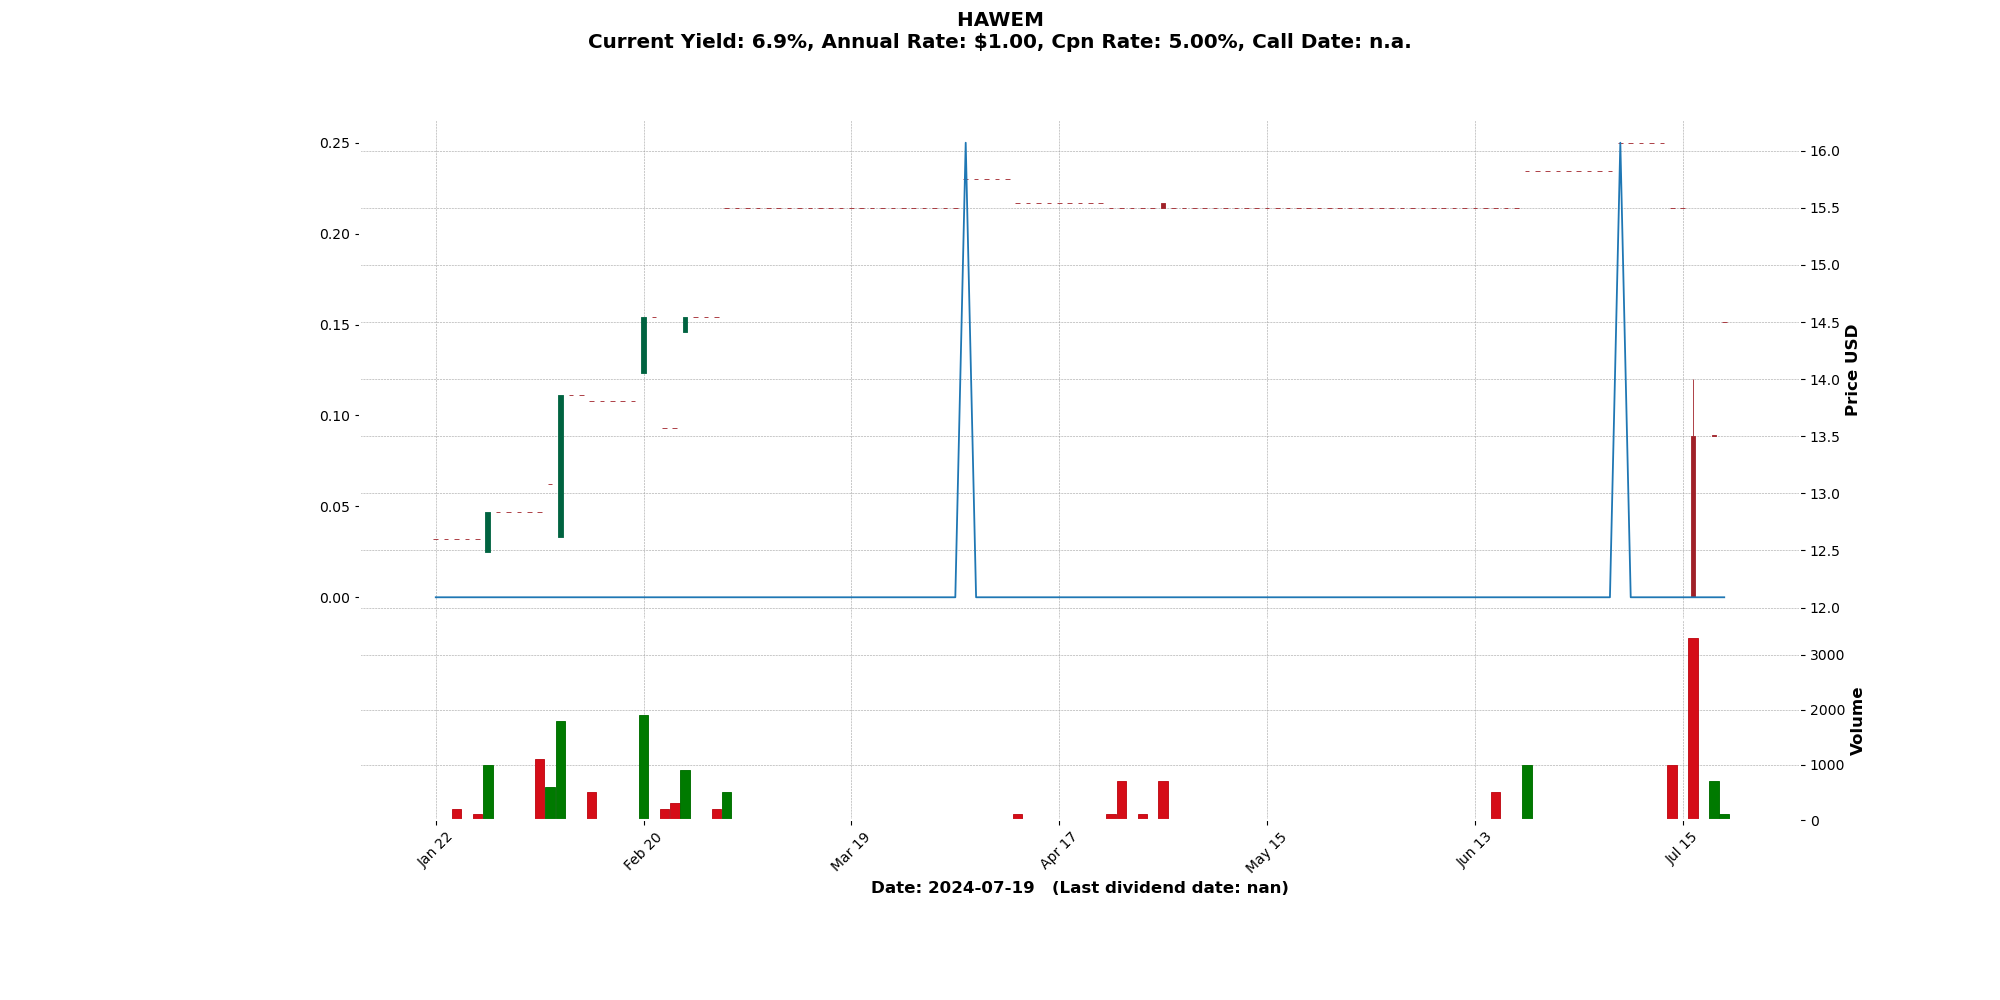 HAWEM
Current Yield: 6.9%, Annual Rate: $1.00, Cpn Rate: 5.00%, Call Date: n.a.
0.25
0.20
0.15
0.10
0.05
0.00
16.0
15.5
15.0
14.5
14.0
13.5
13.0
12.5
12.0
Price USD
3000
2000
1000
0
Volume
Jan 22
Feb 20
Mar 19
Apr 17
May 15
Jun 13
Jul 15
Date: 2024-07-19 (Last dividend date: nan)